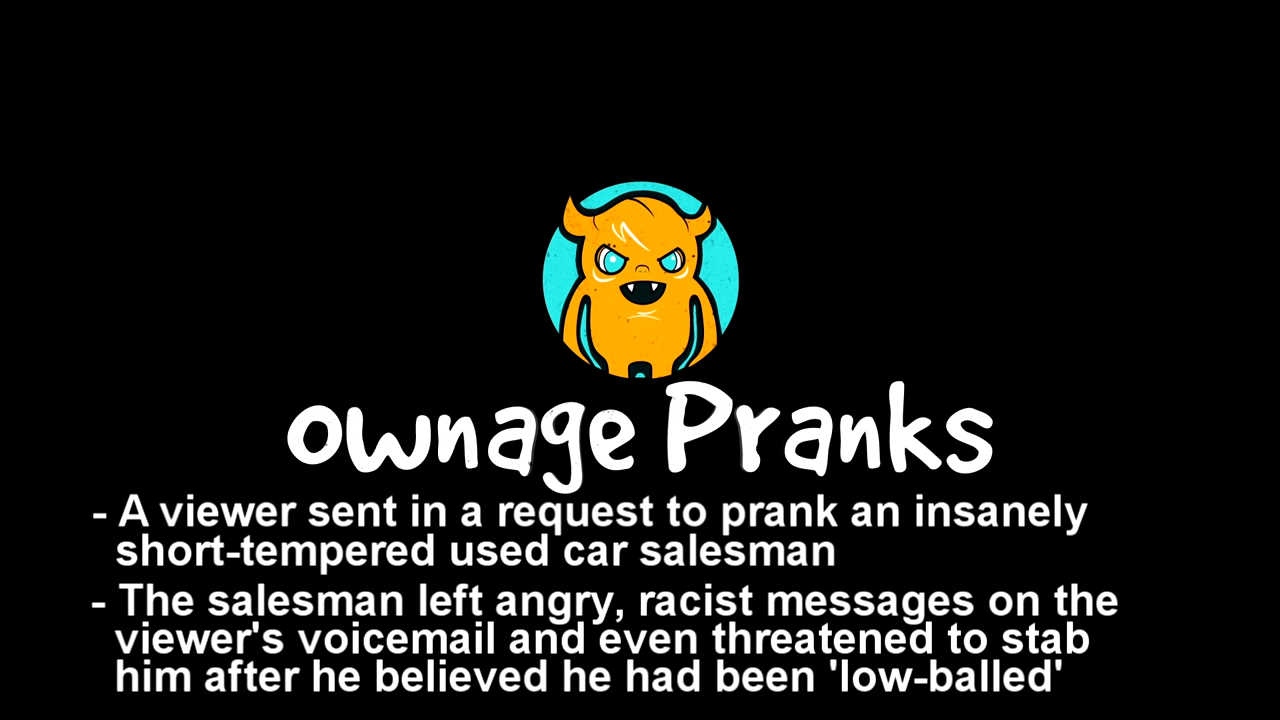 ownage Pranks
- A viewer sent in a request to prank an insanely
short-tempered used car salesman
- The salesman left angry, racist messages on the
viewer's voicemail and even threatened to stab
him after he believed he had been 'low-balled'